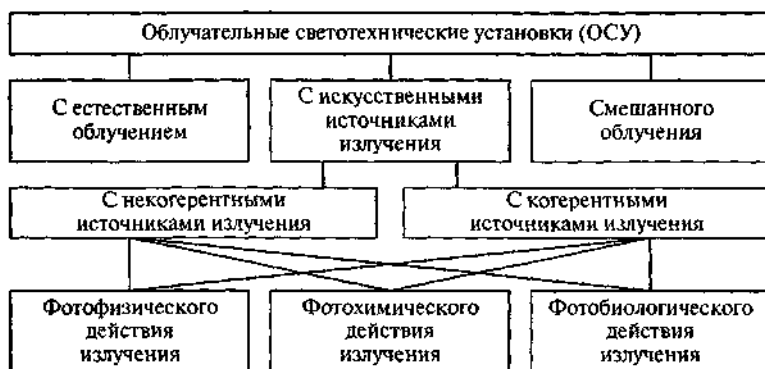 Облучательные светотехнические установки (ОСУ)
С естественным
облучением
С искусственными
источниками
излучения
Смешанного
облучения
С некогерентными
источниками излучения
С когерентными
источниками излучения
Фотофизического
действия
излучения
Фотохимического
действия
излучения
Фотобиологического
действия
излучения